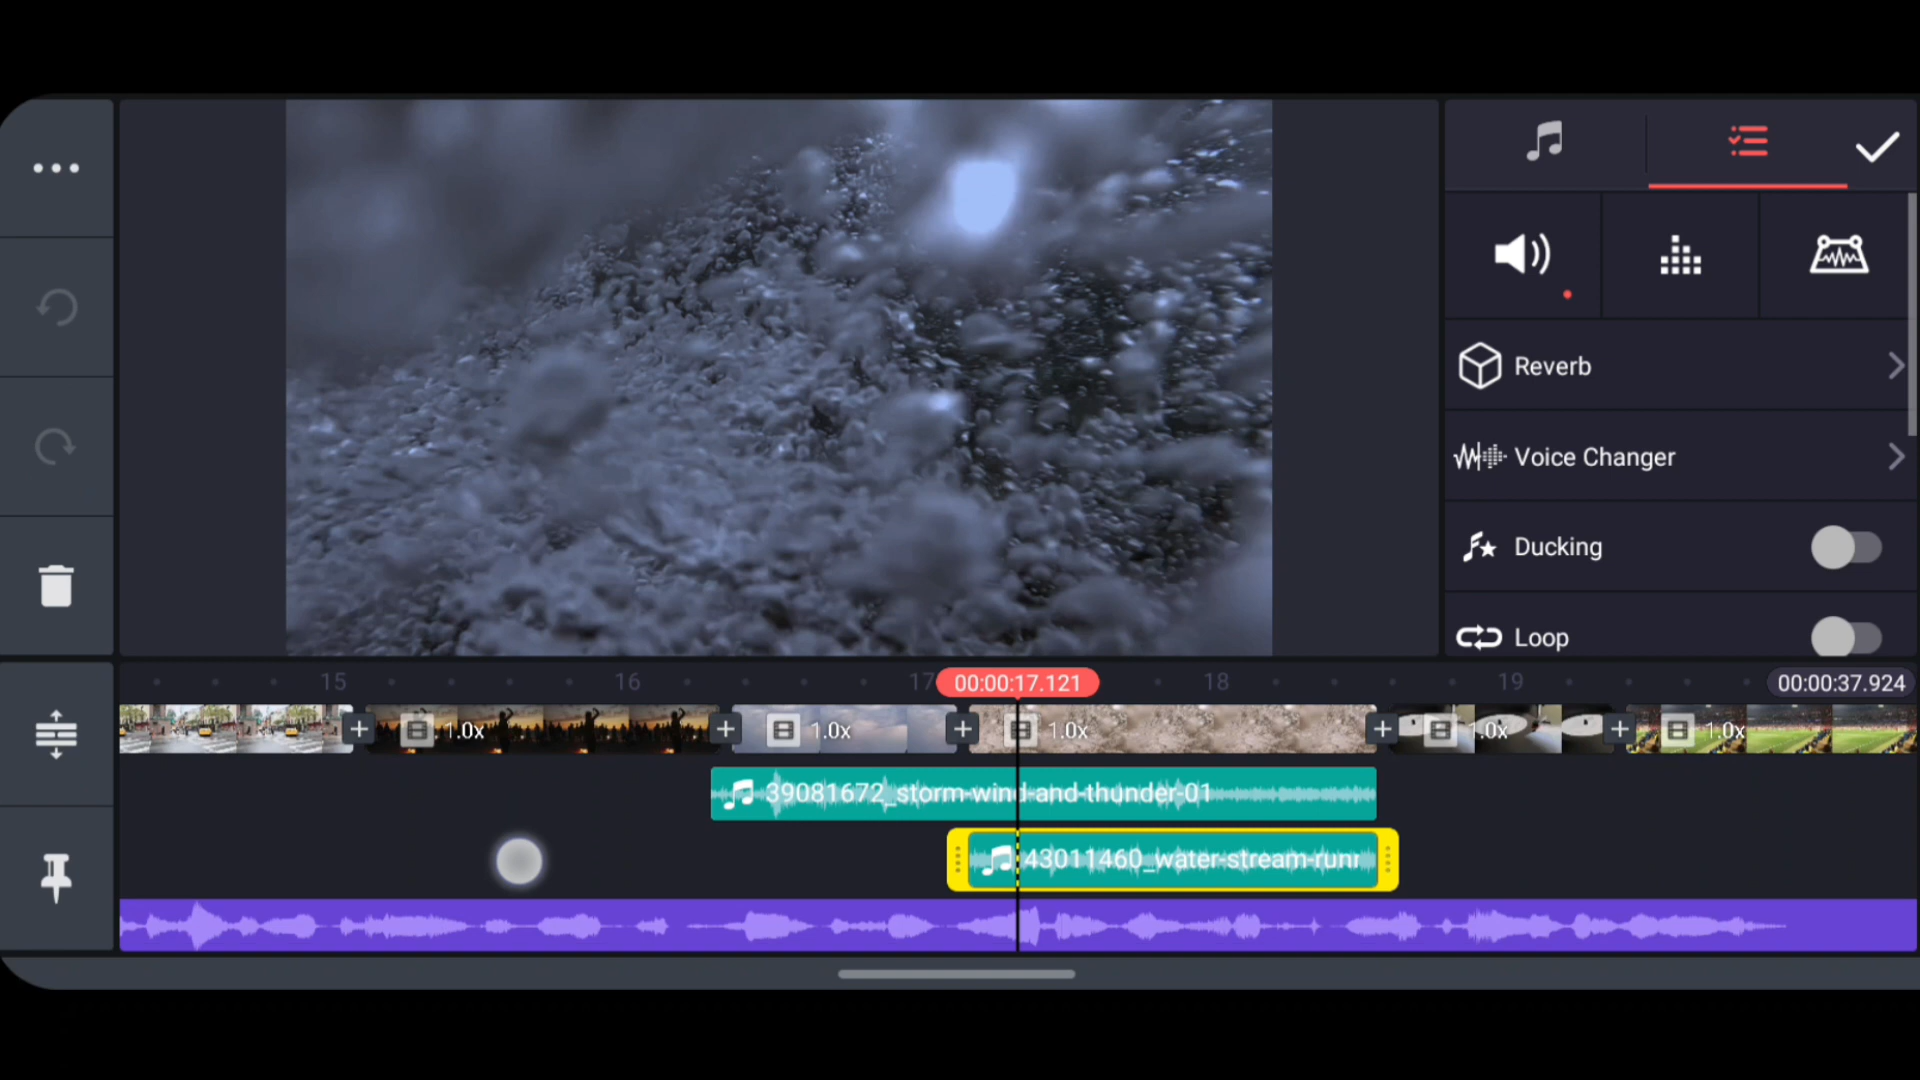 Reverb
Voice Changer
Ducking
Loop
15
16
17
00:00:17.121
18
19
00:00:37.924
1.0x
1.0x
1.0x
1.0x
1.0x
39081672_storm-wind-and-thunder-01
43011460_water-stream-runn